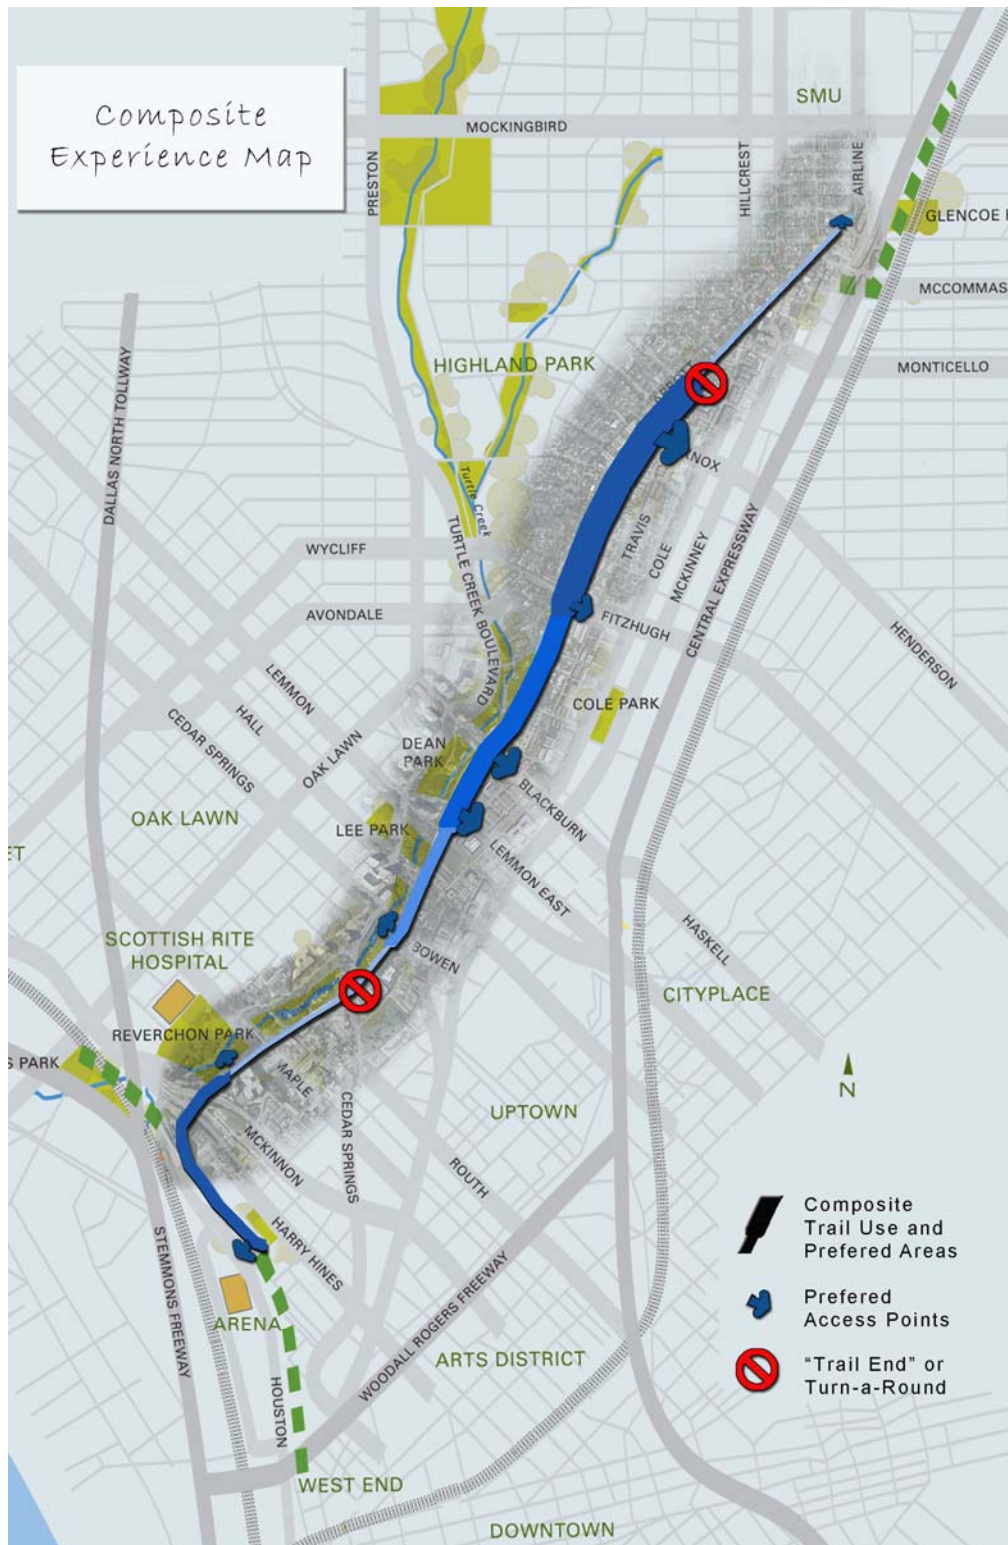 Composite
Experience Map
SMU
MOCKINGBIRD
PRESTON
HILLCREST
AIRLINE
GLENCOE
MCCOMMAS
MONTICELLO
HIGHLAND PARK
DALLAS NORTH TOLLWAY
KNOX
Turtle Creek
TURTLE CREEK BOULEVARD
WYCLIFF
TRAVIS
COLE
MCKINNEY
CENTRAL EXPRESSWAY
AVONDALE
FITZHUGH
HENDERSON
LEMMON
HALL
CEDAR SPRINGS
OAK LAWN
COLE PARK
DEAN
PARK
BLACKBURN
OAK LAWN
LEE PARK
LEMMON EAST
ET
HASKELL
SCOTTISH RITE
HOSPITAL
BOWEN
CITYPLACE
REVERCHON PARK
S PARK
MAPLE
CEDAR SPRINGS
UPTOWN
N
MCKINNON
ROUTH
STEMMONS FREEWAY
HARRY HINES
WOODALL ROGERS FREEWAY
ARENA
ARTS DISTRICT
HOUSTON
WEST END
DOWNTOWN
Composite
Trail Use and
Prefered Areas
Prefered
Access Points
"Trail End" or
Turn-a-Round